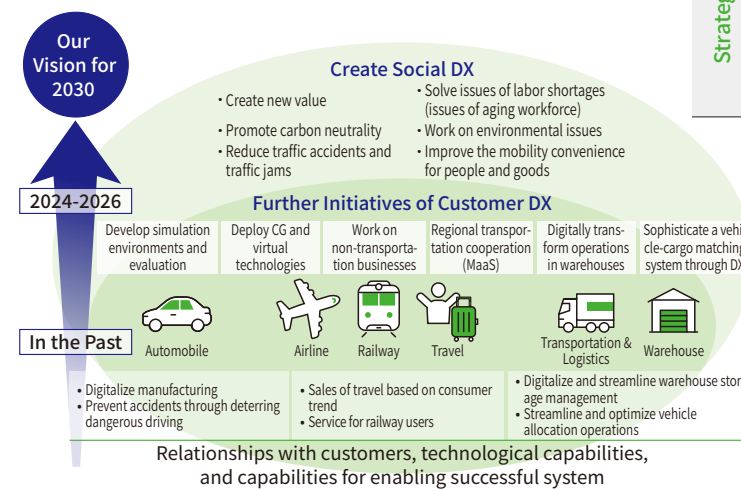 Strateg
Our
Vision for
2030
Create Social DX
• Create new value
• Promote carbon neutrality
• Reduce traffic accidents and
traffic jams
• Solve issues of labor shortages
(issues of aging workforce)
• Work on environmental issues
• Improve the mobility convenience
for people and goods
2024-2026
Further Initiatives of Customer DX
Develop simulation
environments and
evaluation
Deploy CG and
virtual
technologies
Work on
non-transporta-
tion businesses
Regional transpor-
tation cooperation
(MaaS)
Digitally trans-
form operations
in warehouses
Sophisticate a vehi
cle-cargo matching
system through DX
In the Past
Automobile
Airline
Railway
Travel
Transportation &
Logistics
Warehouse
• Digitalize manufacturing
• Prevent accidents through deterring
dangerous driving
• Sales of travel based on consumer
trend
• Service for railway users
• Digitalize and streamline warehouse stor
age management
• Streamline and optimize vehicle
allocation operations
Relationships with customers, technological capabilities,
and capabilities for enabling successful system